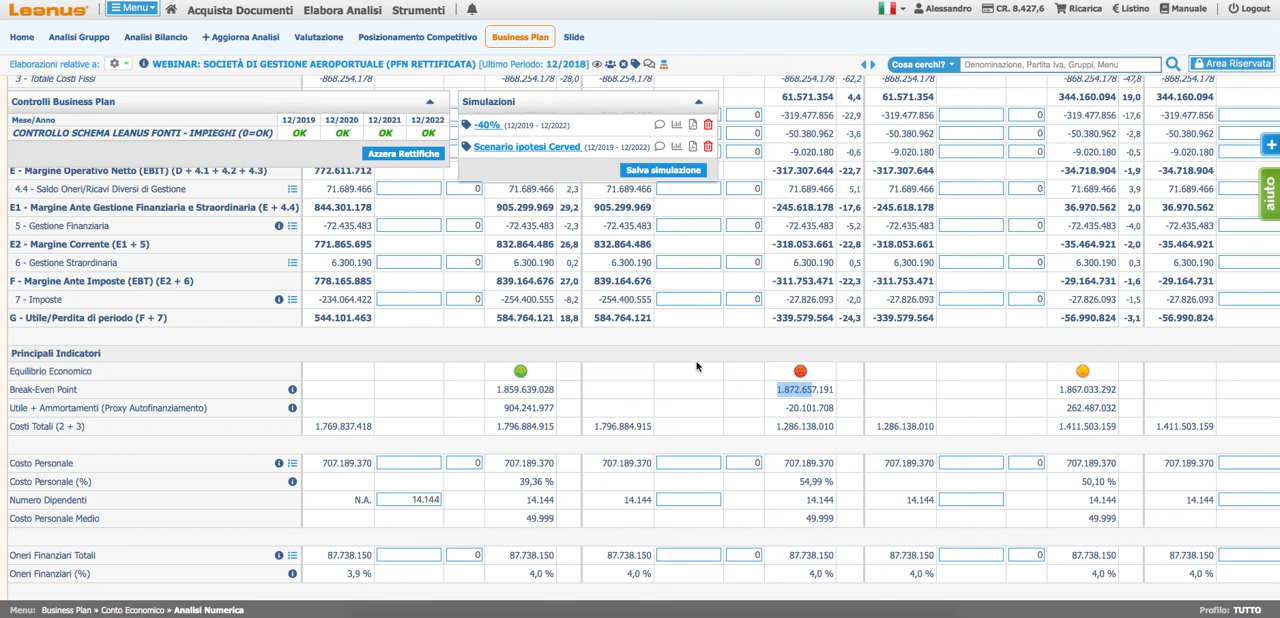 Leanus Menu Acquista Documenti Elabora Analisi Strumenti Alessandro CR. 8.427,6 Ricarica € Listino Manuale Logout
Home Analisi Gruppo Analisi Bilancio + Aggiorna Analisi Valutazione Posizionamento Competitivo Business Plan Slide
Elaborazioni relative a: WEBINAR: SOCIETÀ DI GESTIONE AEROPORTUALE (PFN RETTIFICATA) [Ultimo Periodo: 12/2018] Cosa cerchi? Denominazione, Partita Iva, Gruppi, Menu Area Riservata
3 - Totale Costi Fissi -868.254.178 -868.254.178 -28,0 -868.254.178 -868.254.178 -62,2 -868.254.178 -868.254.178 -47,8 -868.254.178
61.571.354 4,4 61.571.354 344.160.094 19,0 344.160.094
0 -319.477.856 -22,9 -319.477.856 0 -319.477.856 -17,6 -319.477.856
0 -50.380.396 -3,6 -50.380.396 0 -50.380.396 -2,8 -50.380.396
0 -9.020.180 -0,6 -9.020.180 0 -9.020.180 -0,5 -9.020.180
Controlli Business Plan
Mese/Anno 12/2019 12/2020 12/2021 12/2022
CONTROLLO SCHEMA LEANUS FONTI - IMPIEGHI (0=OK) OK OK OK OK
Azzera Rettifiche
Simulazioni
-40% (12/2019 - 12/2022)
Scenario ipotesi Cerved (12/2019 - 12/2022)
Salva simulazione
E - Margine Operativo Netto (EBIT) (D + 4.1 + 4.2 + 4.3) 772.611.712 -317.307.644 -22,7 -317.307.644 -34.718.904 -1,9 -34.718.904
4.4 - Saldo Oneri/Ricavi Diversi di Gestione 71.689.466 0 71.689.466 2,3 71.689.466 0 71.689.466 5,1 71.689.466 0 71.689.466 3,9 71.689.466
E1 - Margine Ante Gestione Finanziaria e Straordinaria (E + 4.4) 844.301.178 905.299.969 29,2 905.299.969 -245.618.178 -17,6 -245.618.178 36.970.562 2,0 36.970.562
5 - Gestione Finanziaria -72.435.483 0 -72.435.483 -2,3 -72.435.483 0 -72.435.483 -5,2 -72.435.483 0 -72.435.483 -4,0 -72.435.483
E2 - Margine Corrente (E1 + 5) 771.865.695 832.864.486 26,8 832.864.486 -318.053.661 -22,8 -318.053.661 -35.464.921 -2,0 -35.464.921
6 - Gestione Straordinaria 6.300.190 0 6.300.190 0,2 6.300.190 0 6.300.190 0,5 6.300.190 0 6.300.190 0,3 6.300.190
F - Margine Ante Imposte (EBT) (E2 + 6) 778.165.885 839.164.676 27,0 839.164.676 -311.753.471 -22,3 -311.753.471 -29.164.731 -1,6 -29.164.731
7 - Imposte -234.064.422 0 -254.400.555 -8,2 -254.400.555 0 -27.826.093 -2,0 -27.826.093 0 -27.826.093 -1,5 -27.826.093
G - Utile/Perdita di periodo (F + 7) 544.101.463 584.764.121 18,8 584.764.121 -339.579.564 -24,3 -339.579.564 -56.990.824 -3,1 -56.990.824
Principali Indicatori
Equilibrio Economico
Break-Even Point 1.859.639.028 1.872.657.191 1.867.033.292
Utile + Ammortamenti (Proxy Autofinanziamento) 904.241.977 -20.101.708 262.487.032
Costi Totali (2 + 3) 1.769.837.418 1.796.884.915 1.796.884.915 1.286.138.010 1.286.138.010 1.411.503.159 1.411.503.159
Costo Personale 707.189.370 0 707.189.370 707.189.370 0 707.189.370 707.189.370 0 707.189.370 707.189.370
Costo Personale (%) 39,36 % 54,99 % 50,10 %
Numero Dipendenti N.A. 14.144 14.144 14.144 14.144 14.144 14.144 14.144
Costo Personale Medio 49.999 49.999 49.999
Oneri Finanziari Totali 87.738.150 0 87.738.150 87.738.150 0 87.738.150 87.738.150 0 87.738.150 87.738.150
Oneri Finanziari (%) 3,9 % 4,0 % 4,0 % 4,0 % 4,0 % 4,0 % 4,0 %
aiuto
Menu: Business Plan » Conto Economico » Analisi Numerica Profilo: TUTTO